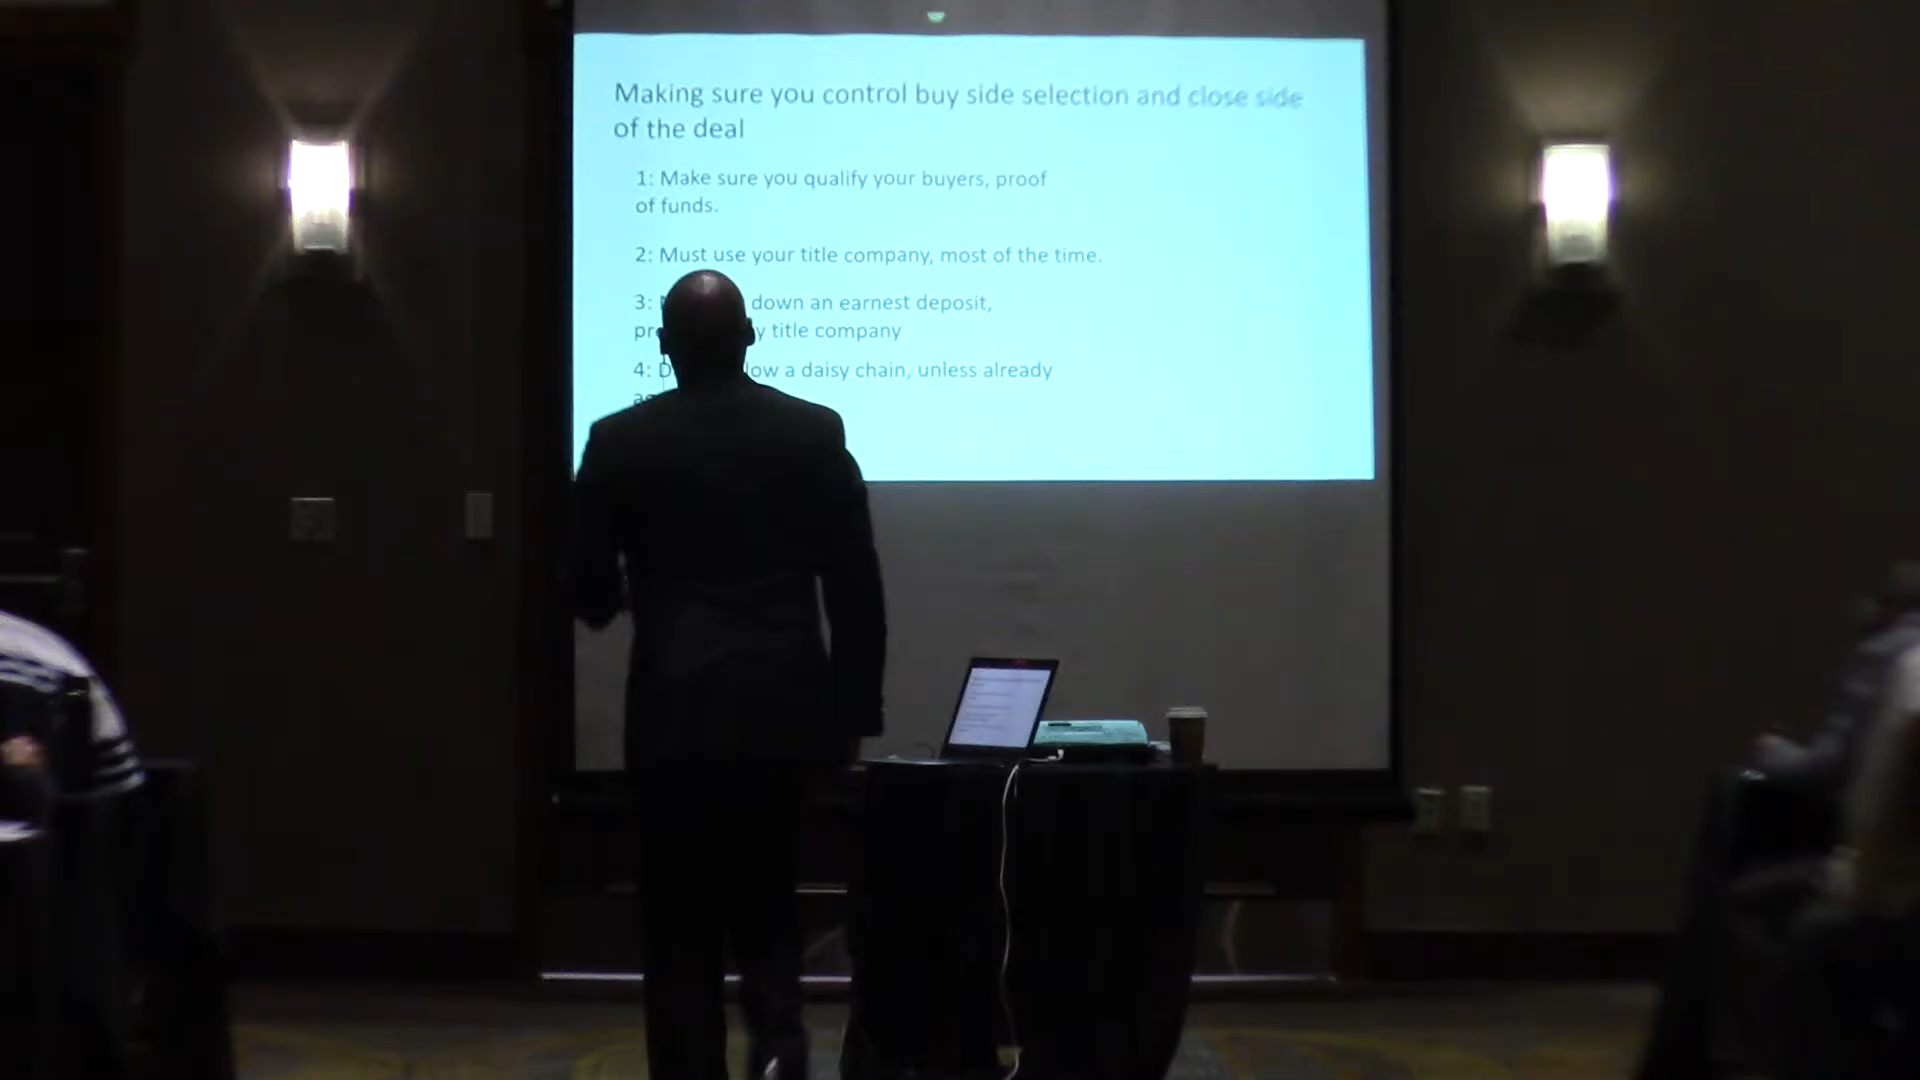 Making sure you control buy side selection and close side
of the deal
1: Make sure you qualify your buyers, proof
of funds.
2: Must use your title company, most of the time.
3: down an earnest deposit,
title company
4: a daisy chain, unless already